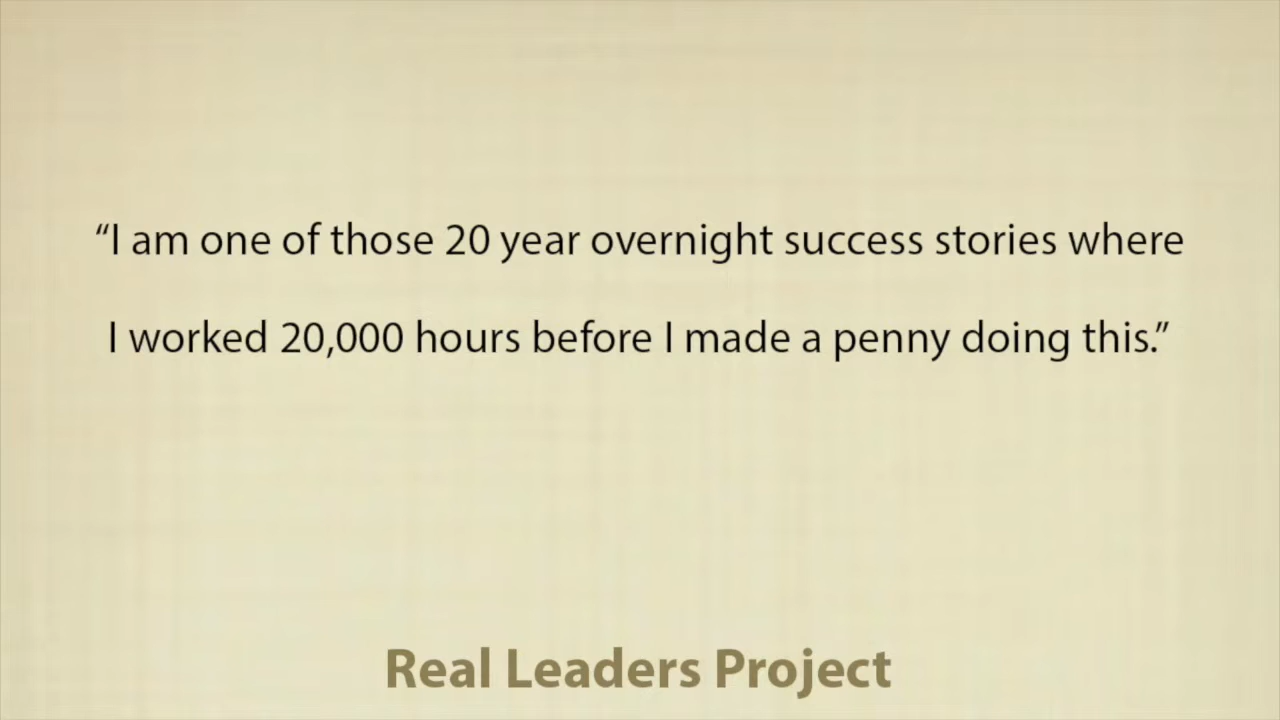 “I am one of those 20 year overnight success stories where
I worked 20,000 hours before I made a penny doing this.”
Real Leaders Project